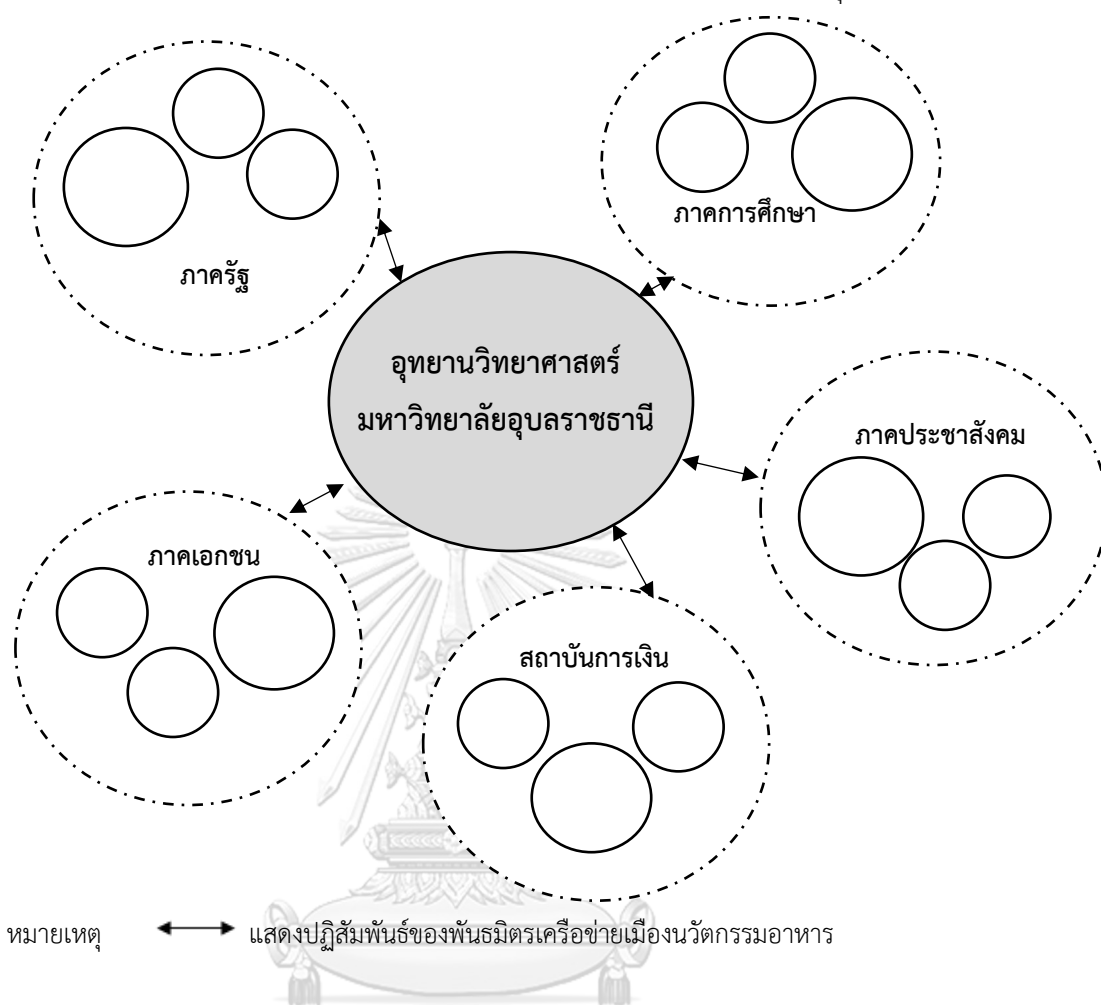 ภาครัฐ
ภาคการศึกษา
อุทยานวิทยาศาสตร์
มหาวิทยาลัยอุบลราชธานี
ภาคประชาสังคม
ภาคเอกชน
สถาบันการเงิน
หมายเหตุ แสดงปฏิสัมพันธ์ของพันธมิตรเครือข่ายเมืองนวัตกรรมอาหาร